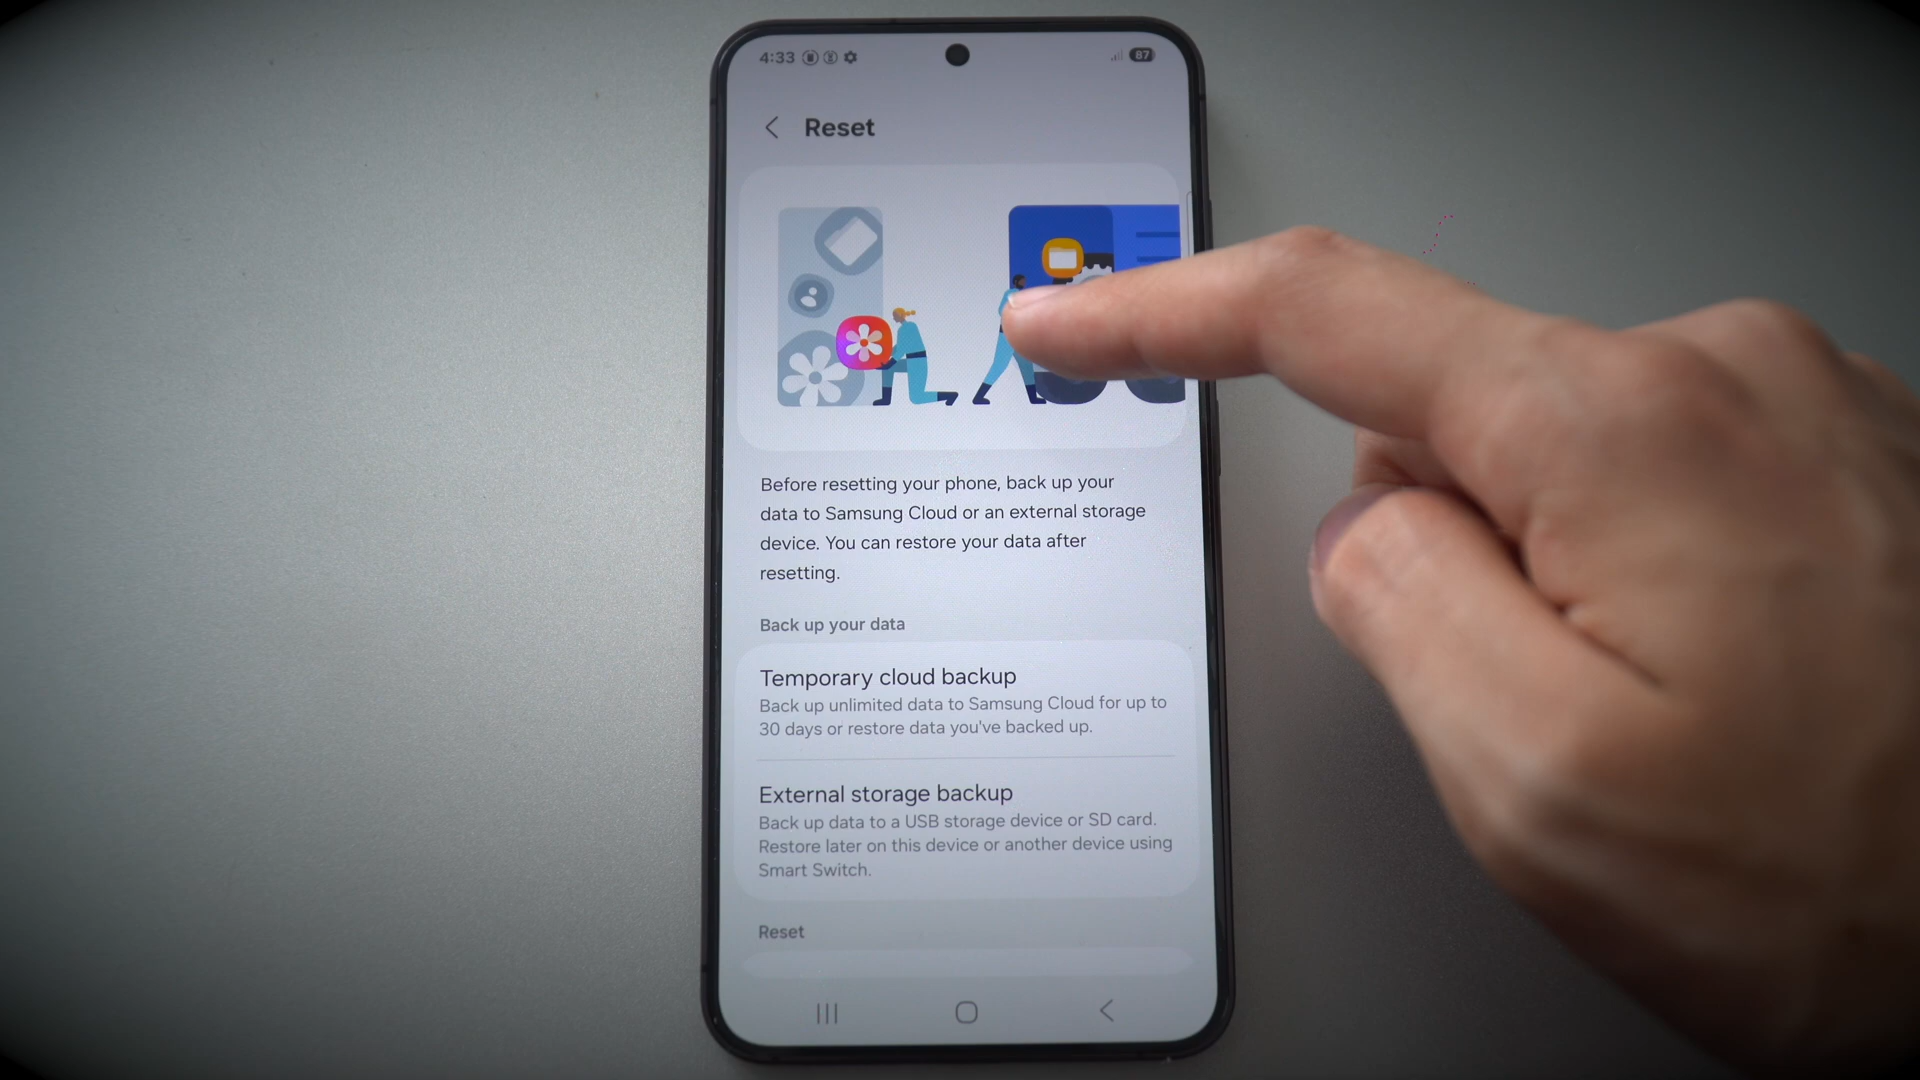 4:33
87
Reset
Before resetting your phone, back up your
data to Samsung Cloud or an external storage
device. You can restore your data after
resetting.
Back up your data
Temporary cloud backup
Back up unlimited data to Samsung Cloud for up to
30 days or restore data you've backed up.
External storage backup
Back up data to a USB storage device or SD card.
Restore later on this device or another device using
Smart Switch.
Reset